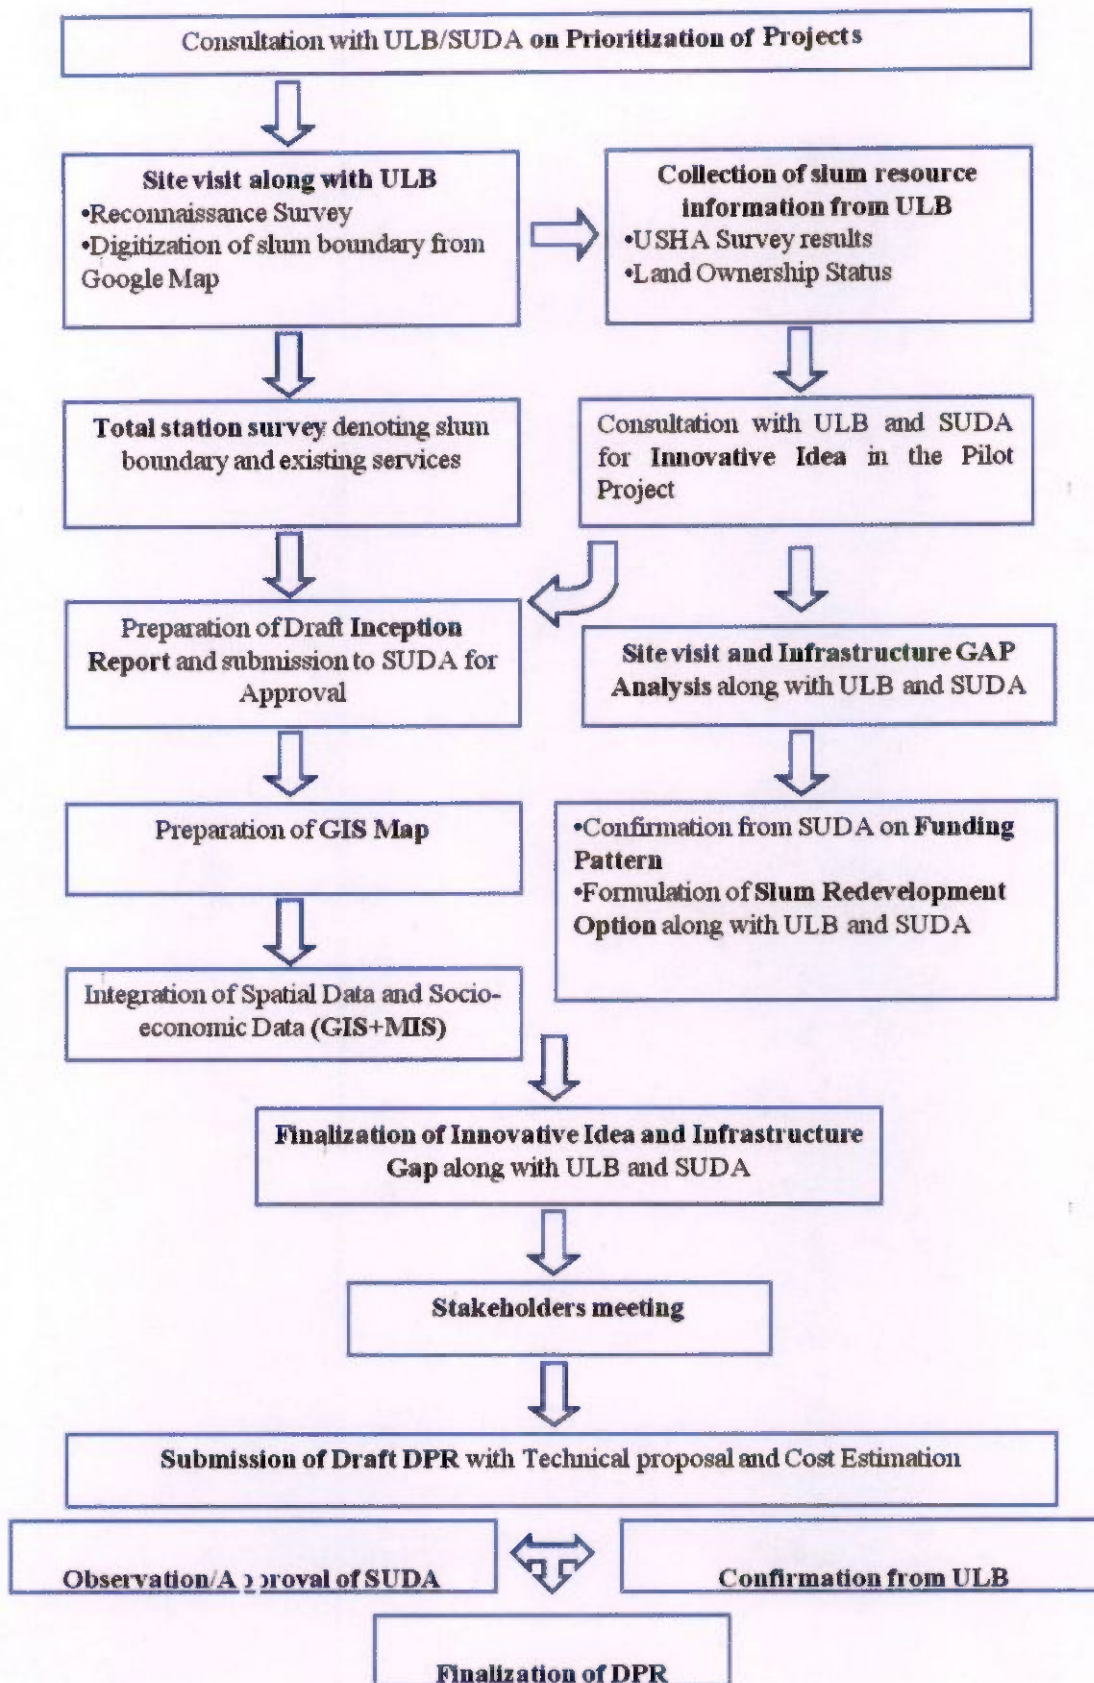 Consultation with ULB/SUDA on Prioritization of Projects
Site visit along with ULB
•Reconnaissance Survey
•Digitization of slum boundary from
Google Map
Collection of slum resource
information from ULB
•USHA Survey results
•Land Ownership Status
Total station survey denoting slum
boundary and existing services
Consultation with ULB and SUDA
for Innovative Idea in the Pilot
Project
Preparation of Draft Inception
Report and submission to SUDA for
Approval
Site visit and Infrastructure GAP
Analysis along with ULB and SUDA
Preparation of GIS Map
•Confirmation from SUDA on Funding
Pattern
•Formulation of Slum Redevelopment
Option along with ULB and SUDA
Integration of Spatial Data and Socio-
economic Data (GIS+MIS)
Finalization of Innovative Idea and Infrastructure
Gap along with ULB and SUDA
Stakeholders meeting
Submission of Draft DPR with Technical proposal and Cost Estimation
Observation/Approval of SUDA
Confirmation from ULB
Finalization of DPR